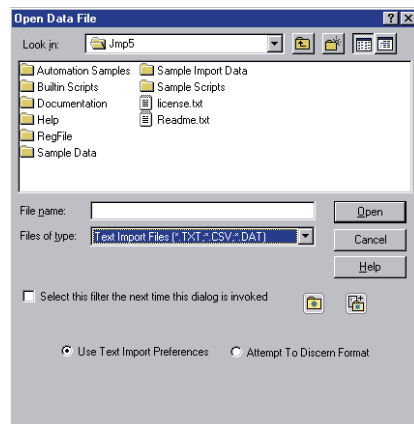 Open Data File
Look in: Jmp5
Automation Samples
Builtin Scripts
Documentation
Help
RegFile
Sample Data
Sample Import Data
Sample Scripts
license.txt
Readme.txt
File name: Open
Files of type: Text Import Files (*.TXT;*.CSV;*.DAT) Cancel
Help
Select this filter the next time this dialog is invoked
Use Text Import Preferences Attempt To Discern Format